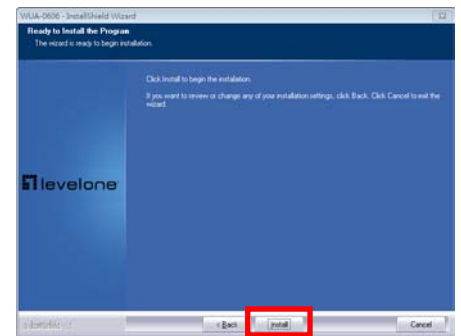 WUA-0606 - InstallShield Wizard
Ready to Install the Program
The wizard is ready to begin installation.
Click Install to begin the installation.
If you want to review or change any of your installation settings, click Back. Click Cancel to exit the
wizard.
levelone
InstallShield
< Back
Install
Cancel